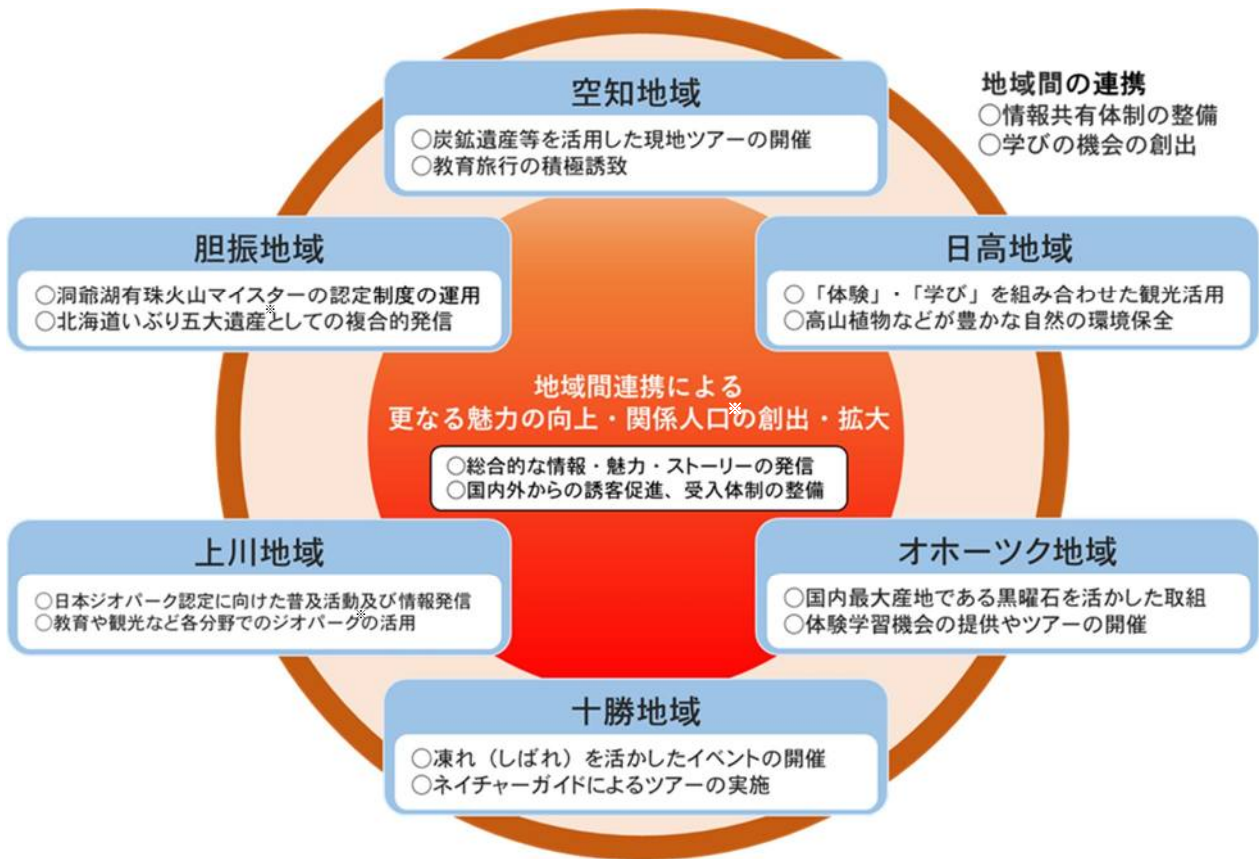 空知地域
○炭鉱遺産等を活用した現地ツアーの開催
○教育旅行の積極誘致
地域間の連携
○情報共有体制の整備
○学びの機会の創出
胆振地域
○洞爺湖有珠火山マイスターの認定制度の運用
※
○北海道いぶり五大遺産としての複合的発信
日高地域
○「体験」・「学び」を組み合わせた観光活用
○高山植物などが豊かな自然の環境保全
地域間連携による
※
更なる魅力の向上・関係人口の創出・拡大
○総合的な情報・魅力・ストーリーの発信
○国内外からの誘客促進、受入体制の整備
上川地域
○日本ジオパーク認定に向けた普及活動及び情報発信
※
○教育や観光など各分野でのジオパークの活用
オホーツク地域
○国内最大産地である黒曜石を活かした取組
○体験学習機会の提供やツアーの開催
十勝地域
○凍れ（しばれ）を活かしたイベントの開催
○ネイチャーガイドによるツアーの実施